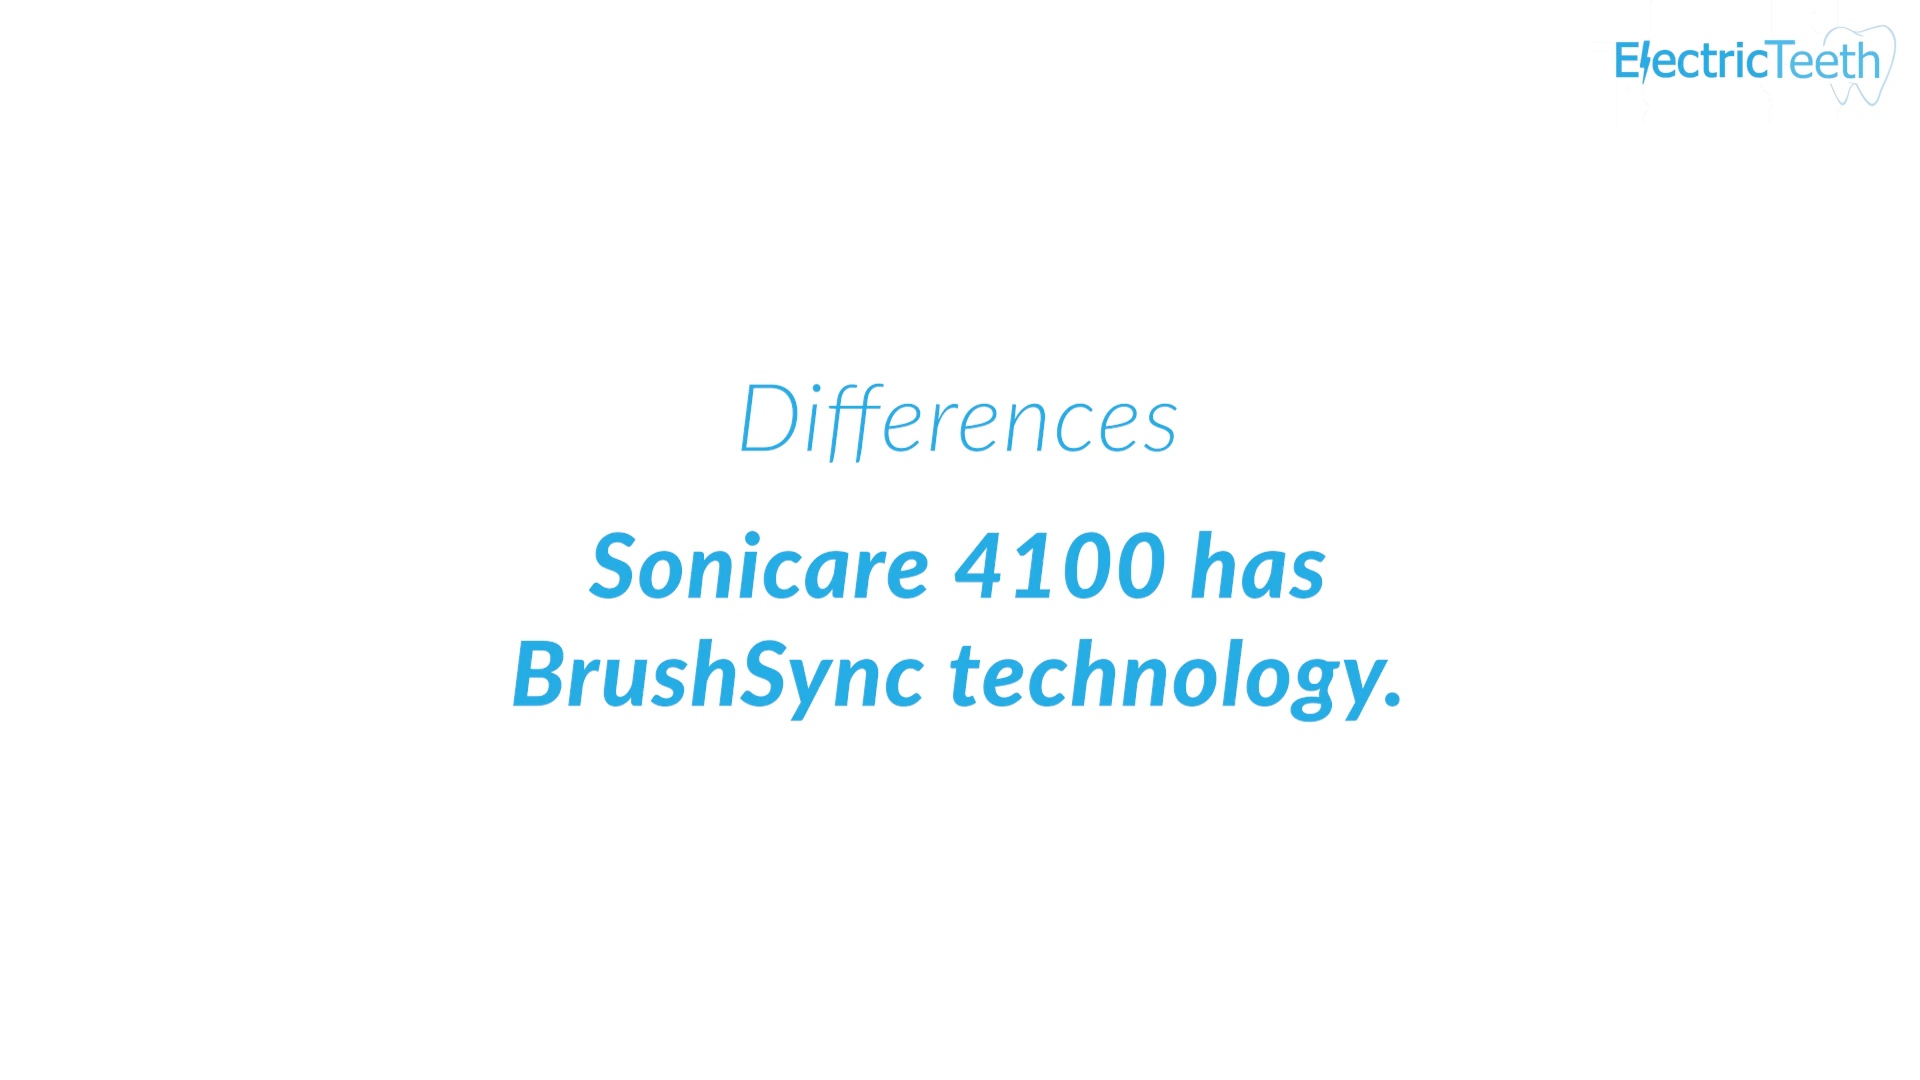 ElectricTeeth
Differences
Sonicare 4100 has
BrushSync technology.